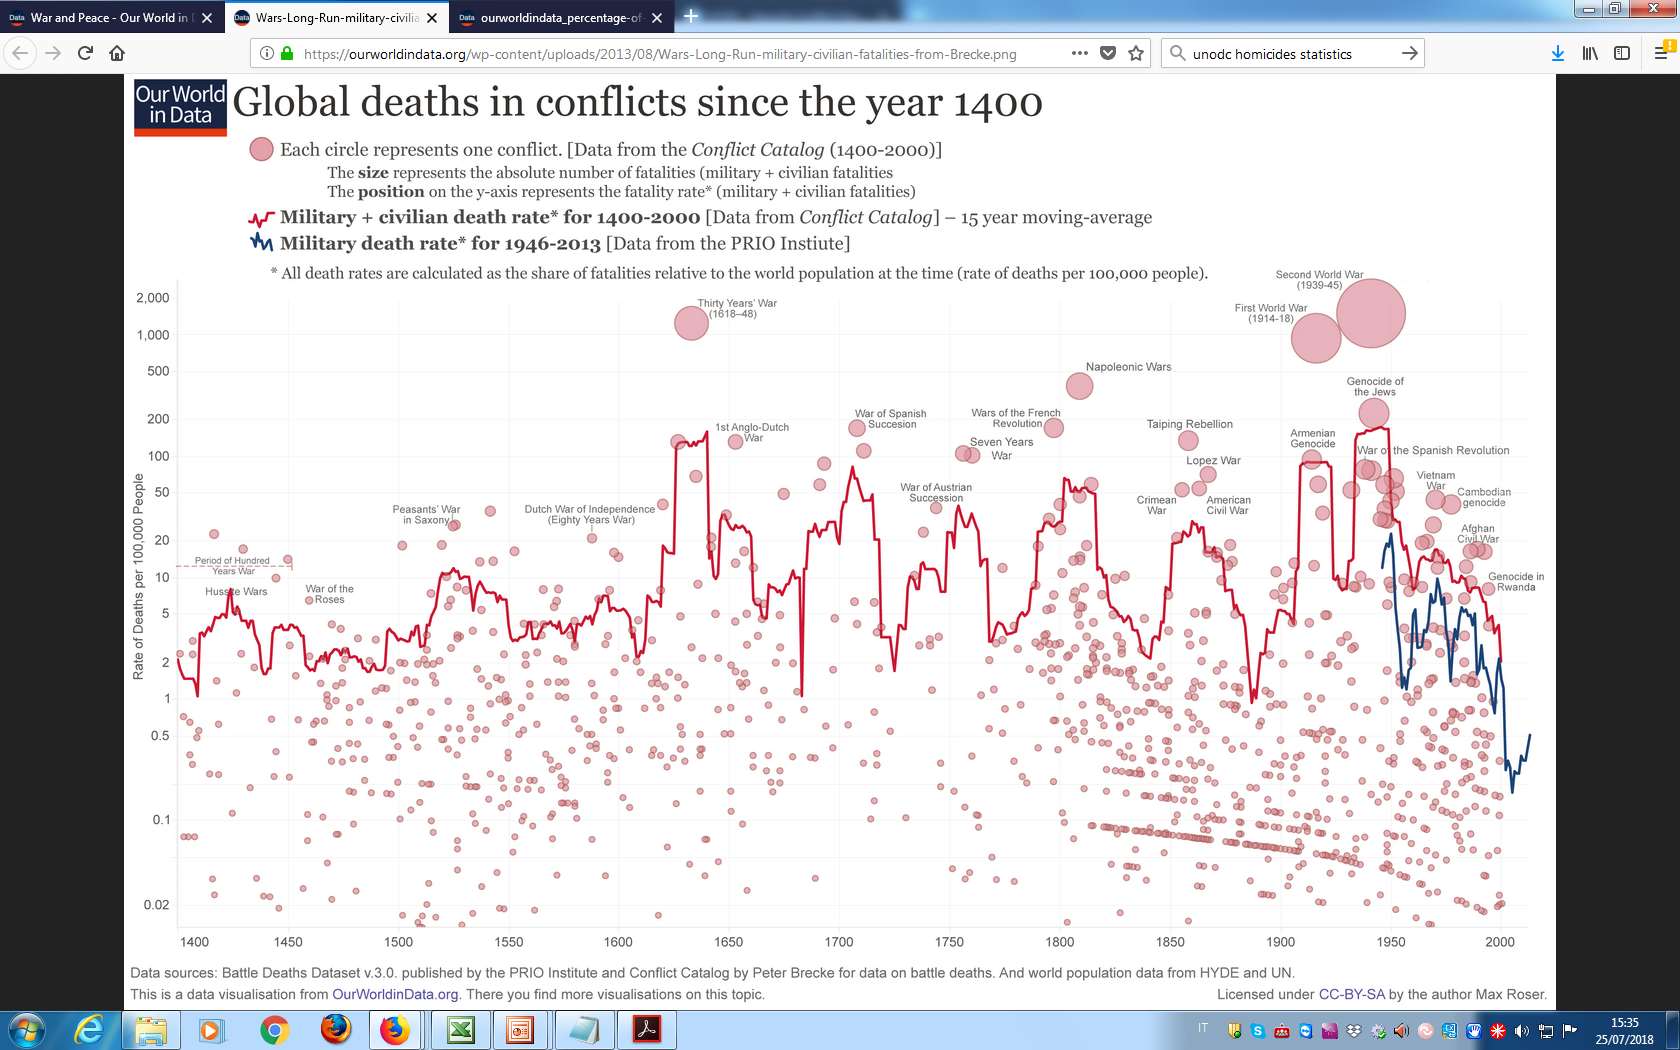 War and Peace - Our World in D
Wars-Long-Run-military-civilia
ourworldindata_percentage-of-
https://ourworldindata.org/wp-content/uploads/2013/08/Wars-Long-Run-military-civilian-fatalities-from-Brecke.png
unodc homicides statistics
Our World
in Data
Global deaths in conflicts since the year 1400
Each circle represents one conflict. [Data from the Conflict Catalog (1400-2000)]
The size represents the absolute number of fatalities (military + civilian fatalities
The position on the y-axis represents the fatality rate* (military + civilian fatalities)
Military + civilian death rate* for 1400-2000 [Data from Conflict Catalog] – 15 year moving-average
Military death rate* for 1946-2013 [Data from the PRIO Instiute]
* All death rates are calculated as the share of fatalities relative to the world population at the time (rate of deaths per 100,000 people).
Rate of Deaths per 100,000 People
2,000
1,000
500
200
100
50
20
10
5
2
1
0.5
0.1
0.02
Second World War
(1939-45)
First World War
(1914-18)
Thirty Years' War
(1618–48)
Napoleonic Wars
Genocide of
the Jews
1st Anglo-Dutch
War
War of Spanish
Succesion
Wars of the French
Revolution
Seven Years
War
Taiping Rebellion
Armenian
Genocide
War of the Spanish Revolution
Lopez War
Vietnam
War
Cambodian
genocide
War of Austrian
Succession
Crimean
War
American
Civil War
Peasants' War
in Saxony
Dutch War of Independence
(Eighty Years War)
Afghan
Civil War
Period of Hundred
Years War
Hussite Wars
War of the
Roses
Genocide in
Rwanda
1400
1450
1500
1550
1600
1650
1700
1750
1800
1850
1900
1950
2000
Data sources: Battle Deaths Dataset v.3.0. published by the PRIO Institute and Conflict Catalog by Peter Brecke for data on battle deaths. And world population data from HYDE and UN.
This is a data visualisation from OurWorldinData.org. There you find more visualisations on this topic.
Licensed under CC-BY-SA by the author Max Roser.
IT
15:35
25/07/2018